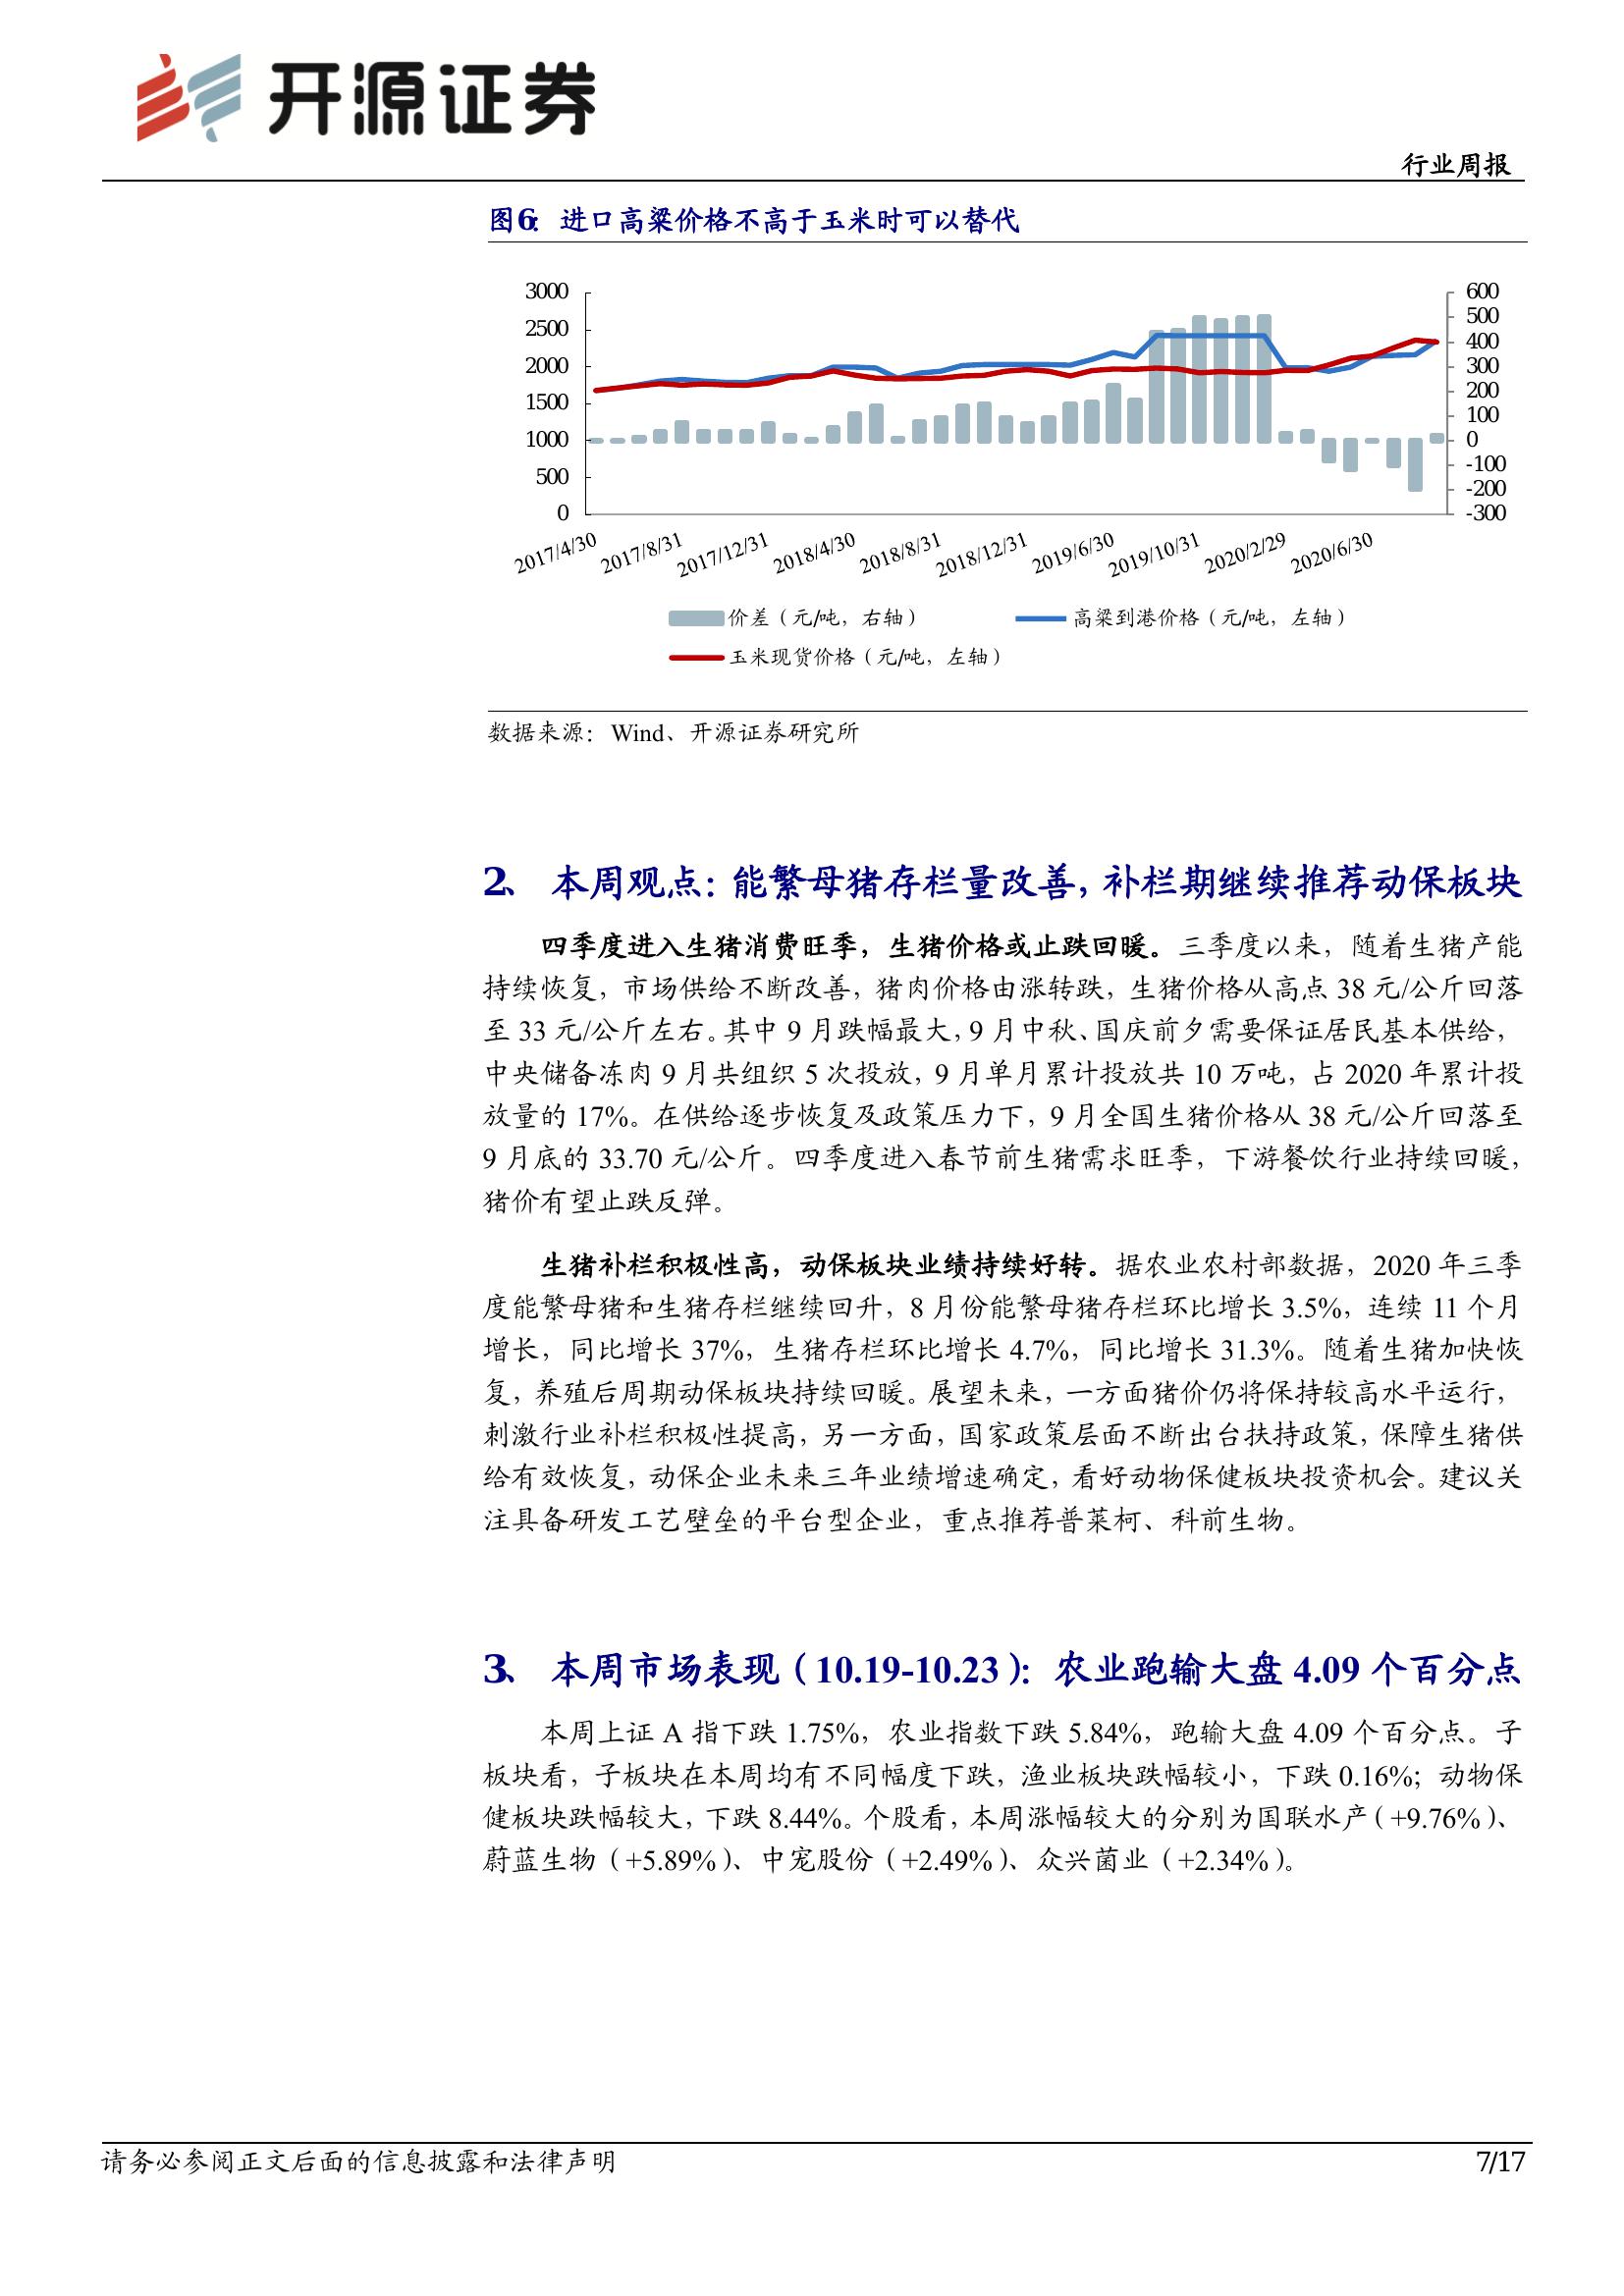 开源证券
行业周报
图6：进口高粱价格不高于玉米时可以替代
3000
2500
2000
1500
1000
500
0
600
500
400
300
200
100
0
-100
-200
-300
2017/4/30
2017/8/31
2017/12/31
2018/4/30
2018/8/31
2018/12/31
2019/6/30
2019/10/31
2020/2/29
2020/6/30
价差（元/吨，右轴）
高粱到港价格（元/吨，左轴）
玉米现货价格（元/吨，左轴）
数据来源：Wind、开源证券研究所
2、 本周观点：能繁母猪存栏量改善，补栏期继续推荐动保板块
四季度进入生猪消费旺季，生猪价格或止跌回暖。三季度以来，随着生猪产能
持续恢复，市场供给不断改善，猪肉价格由涨转跌，生猪价格从高点 38 元/公斤回落
至 33 元/公斤左右。其中 9 月跌幅最大，9 月中秋、国庆前夕需要保证居民基本供给，
中央储备冻肉 9 月共组织 5 次投放，9 月单月累计投放共 10 万吨，占 2020 年累计投
放量的 17%。在供给逐步恢复及政策压力下，9 月全国生猪价格从 38 元/公斤回落至
9 月底的 33.70 元/公斤。四季度进入春节前生猪需求旺季，下游餐饮行业持续回暖，
猪价有望止跌反弹。
生猪补栏积极性高，动保板块业绩持续好转。据农业农村部数据，2020 年三季
度能繁母猪和生猪存栏继续回升，8 月份能繁母猪存栏环比增长 3.5%，连续 11 个月
增长，同比增长 37%，生猪存栏环比增长 4.7%，同比增长 31.3%。随着生猪加快恢
复，养殖后周期动保板块持续回暖。展望未来，一方面猪价仍将保持较高水平运行，
刺激行业补栏积极性提高，另一方面，国家政策层面不断出台扶持政策，保障生猪供
给有效恢复，动保企业未来三年业绩增速确定，看好动物保健板块投资机会。建议关
注具备研发工艺壁垒的平台型企业，重点推荐普莱柯、科前生物。
3、 本周市场表现（10.19-10.23）：农业跑输大盘 4.09 个百分点
本周上证 A 指下跌 1.75%，农业指数下跌 5.84%，跑输大盘 4.09 个百分点。子
板块看，子板块在本周均有不同幅度下跌，渔业板块跌幅较小，下跌 0.16%；动物保
健板块跌幅较大，下跌 8.44%。个股看，本周涨幅较大的分别为国联水产（+9.76%）、
蔚蓝生物（+5.89%）、中宠股份（+2.49%）、众兴菌业（+2.34%）。
请务必参阅正文后面的信息披露和法律声明
7/17